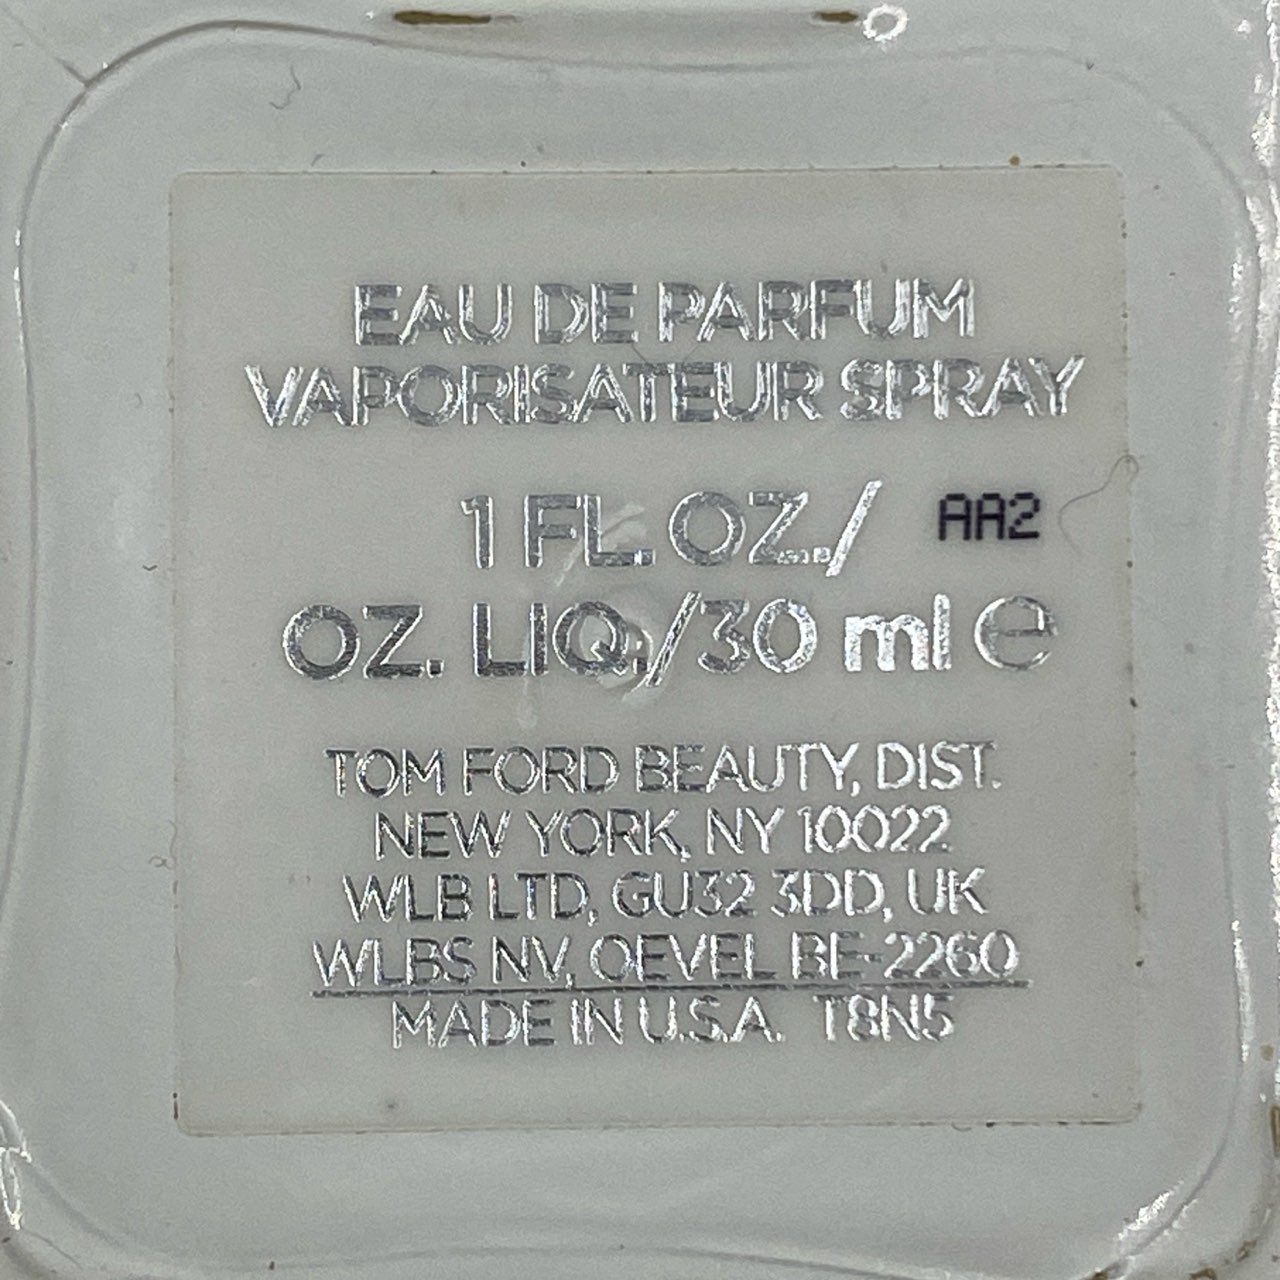 EAU DE PARFUM
VAPORISATEUR SPRAY
1 FL. OZ./ AA2
OZ. LIQ./30 ml ℮
TOM FORD BEAUTY, DIST.
NEW YORK, NY 10022
WLB LTD, GU32 3DD, UK
WLBS NV, OEVEL BE-2260
MADE IN U.S.A. T8N5